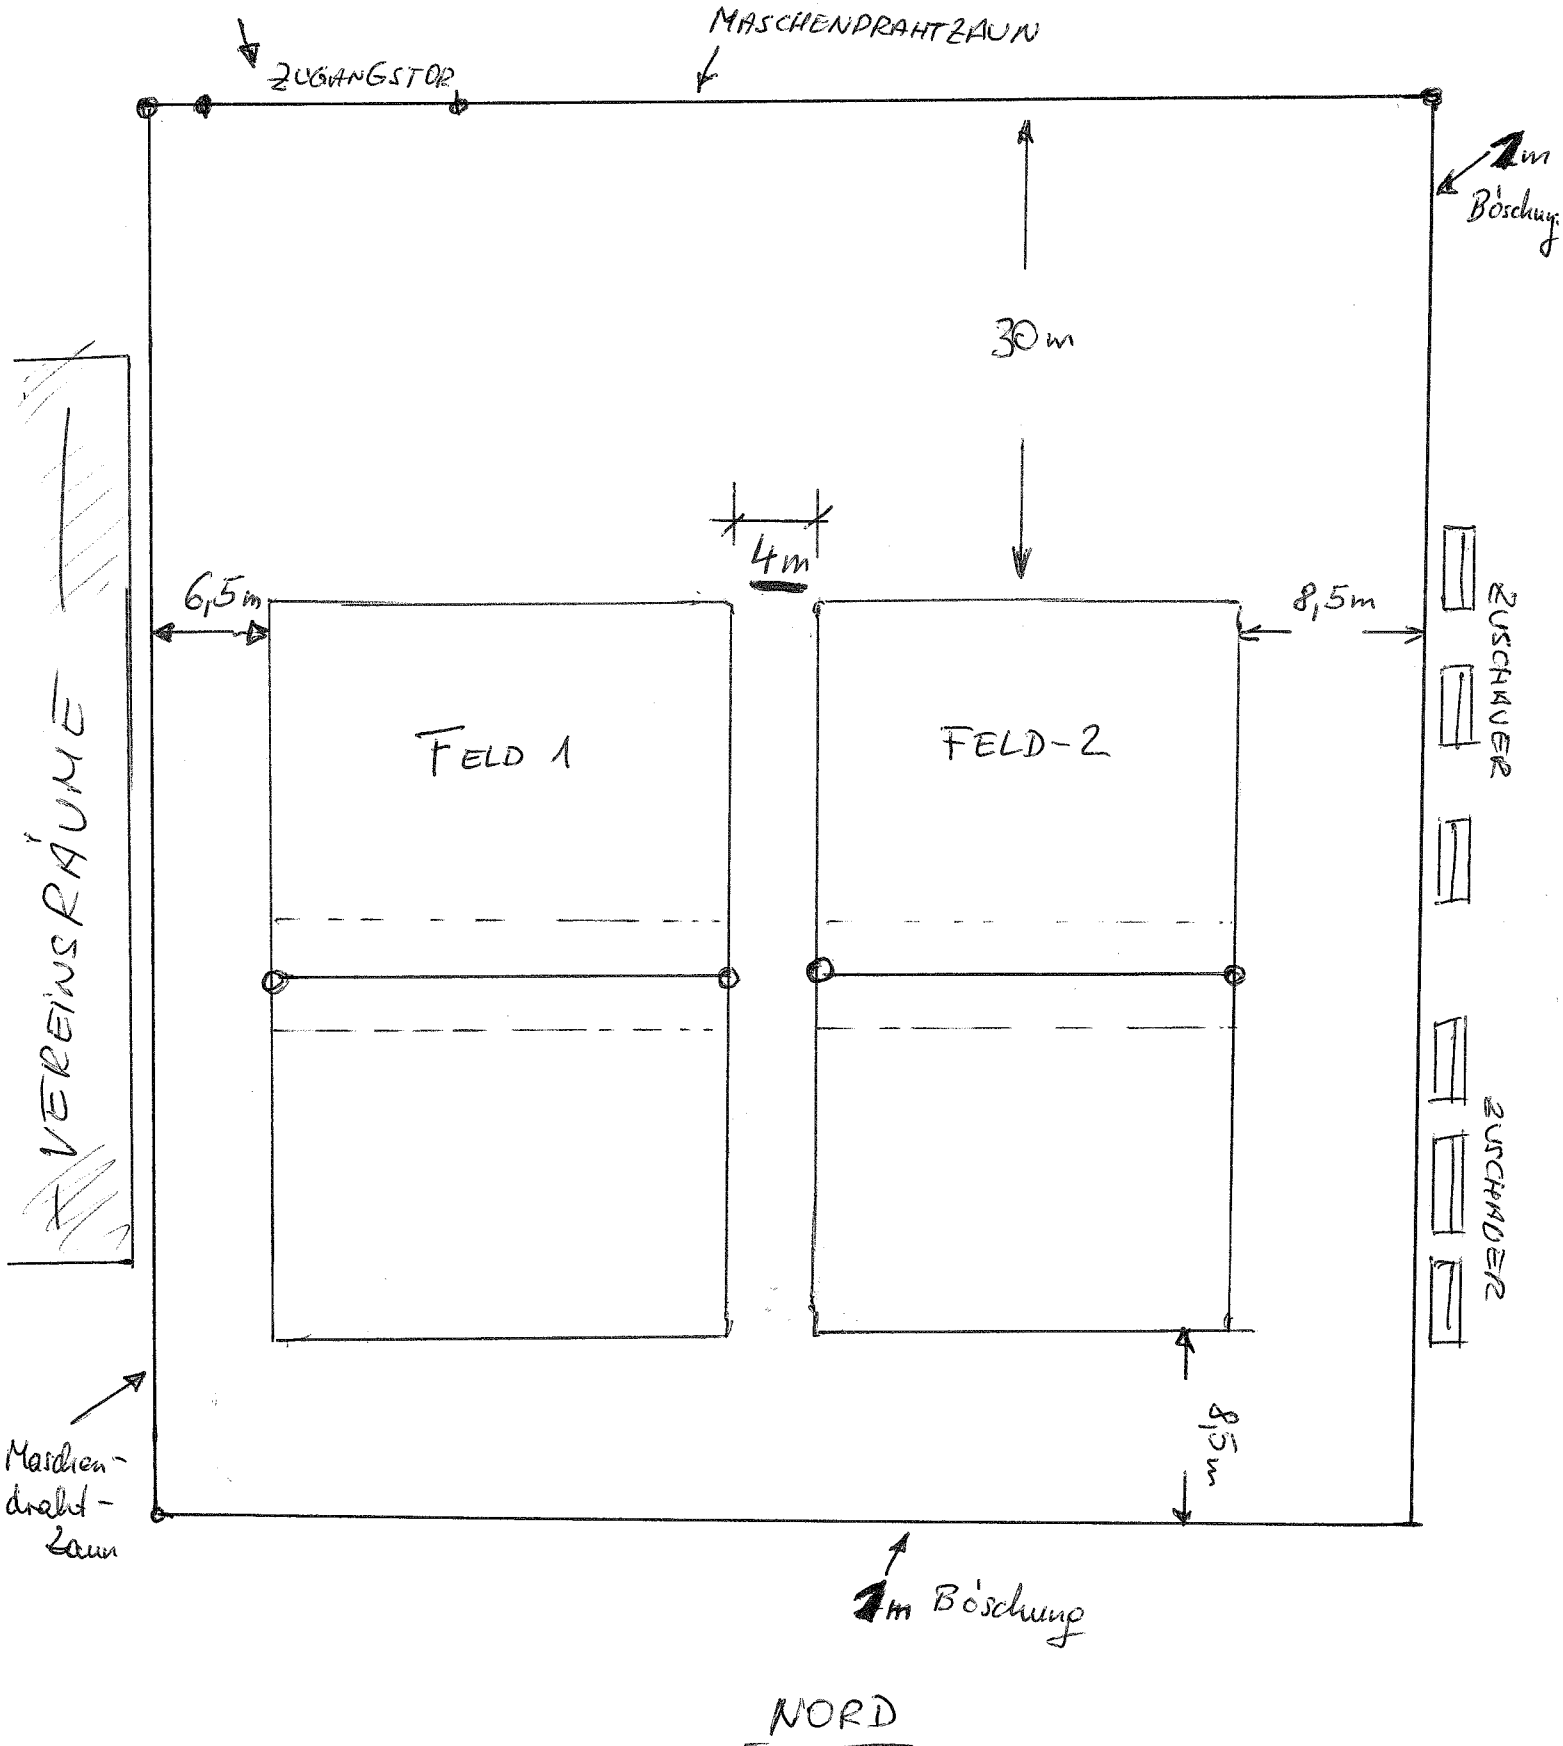 MASCHENDRAHTZAUN
ZUGANGSTOR
1m
Böschung
30m
4m
6,5m
8,5m
ZUSCHAUER
FELD 1
FELD-2
VEREINSRÄUME
ZUSCHAUER
8,5m
Maschen-
draht-
Zaun
1m Böschung
NORD